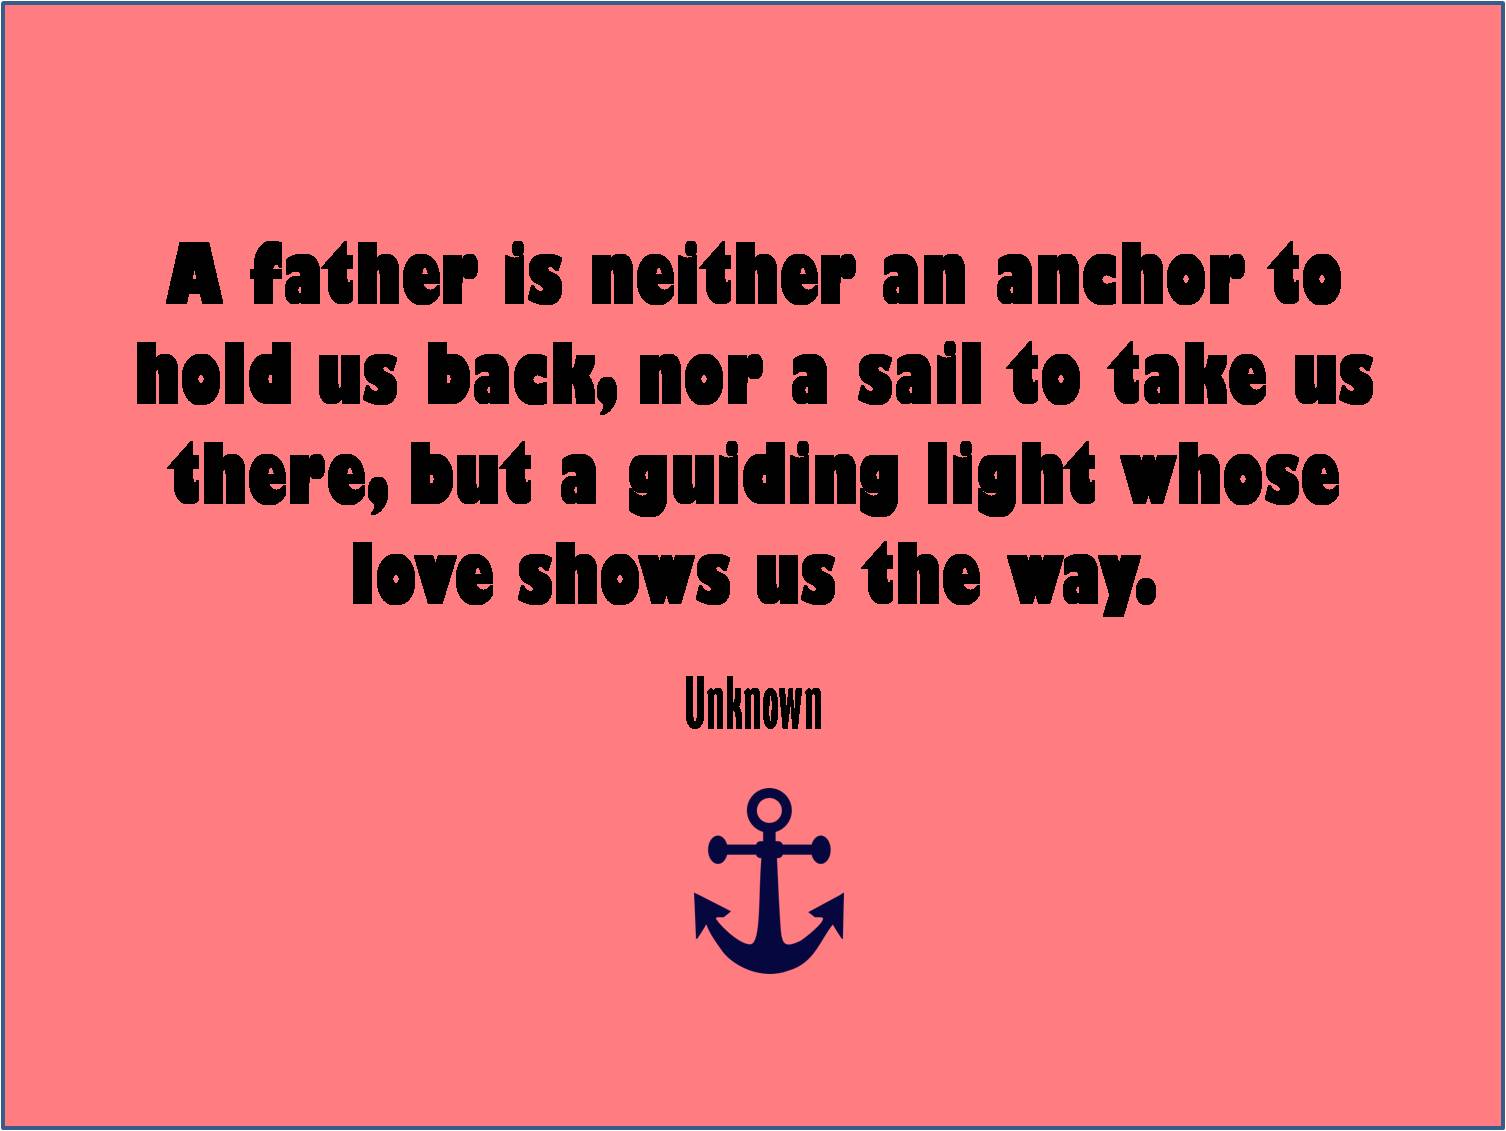 A father is neither an anchor to
hold us back, nor a sail to take us
there, but a guiding light whose
love shows us the way.
Unknown